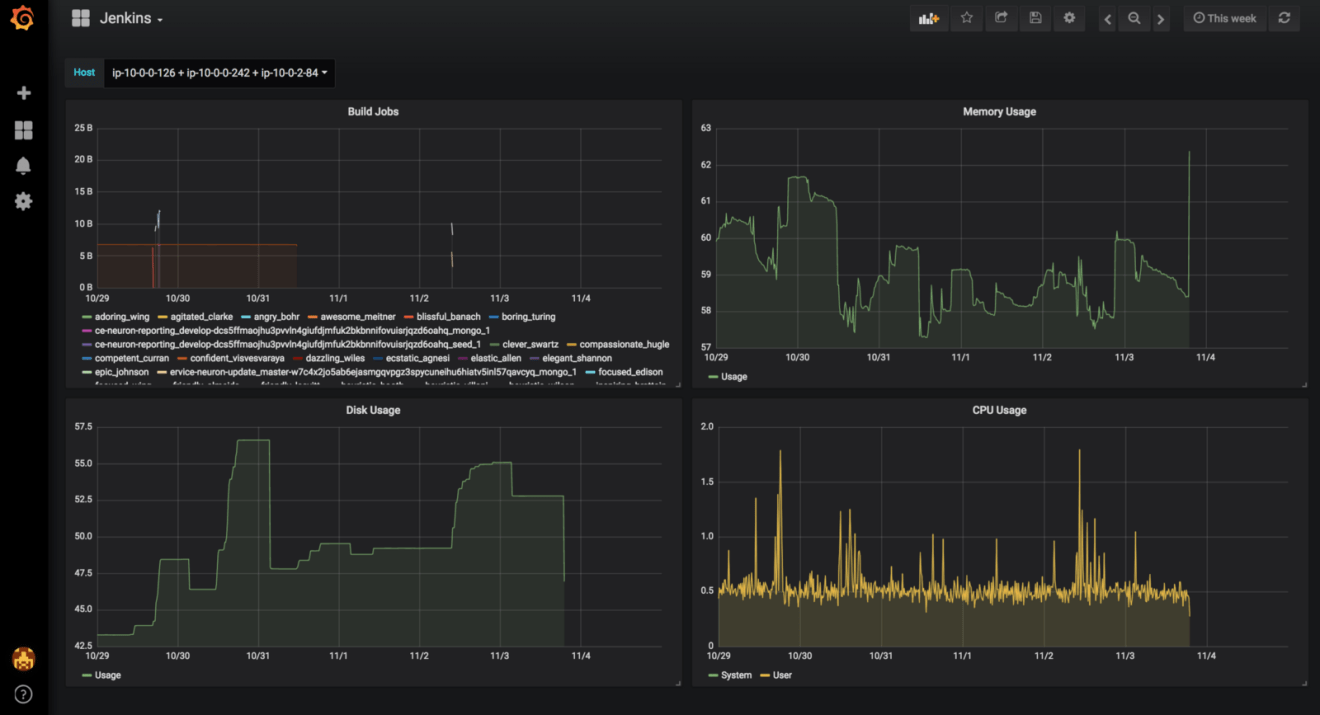 Jenkins
This week
Host ip-10-0-0-126 + ip-10-0-0-242 + ip-10-0-2-84
Build Jobs
25 B
20 B
15 B
10 B
5 B
0 B
10/29 10/30 10/31 11/1 11/2 11/3 11/4
adoring_wing agitated_clarke angry_bohr awesome_meitner blissful_banach boring_turing
ce-neuron-reporting_develop-dcs5ffmaojhu3pvvln4giufdjmfuk2bkbnnifovuisrjqzd6oahq_mongo_1
ce-neuron-reporting_develop-dcs5ffmaojhu3pvvln4giufdjmfuk2bkbnnifovuisrjqzd6oahq_seed_1 clever_swartz compassionate_hugle
competent_curran confident_visvesvaraya dazzling_wiles ecstatic_agnesi elastic_allen elegant_shannon
epic_johnson ervice-neuron-update_master-w7c4x2jo5ab6ejasmgqvpgz3spycuneihu6hiatv5inl57qavcyq_mongo_1 focused_edison
Memory Usage
63
62
61
60
59
58
57
10/29 10/30 10/31 11/1 11/2 11/3 11/4
Usage
Disk Usage
57.5
55.0
52.5
50.0
47.5
45.0
42.5
10/29 10/30 10/31 11/1 11/2 11/3 11/4
Usage
CPU Usage
2.0
1.5
1.0
0.5
0
10/29 10/30 10/31 11/1 11/2 11/3 11/4
System User